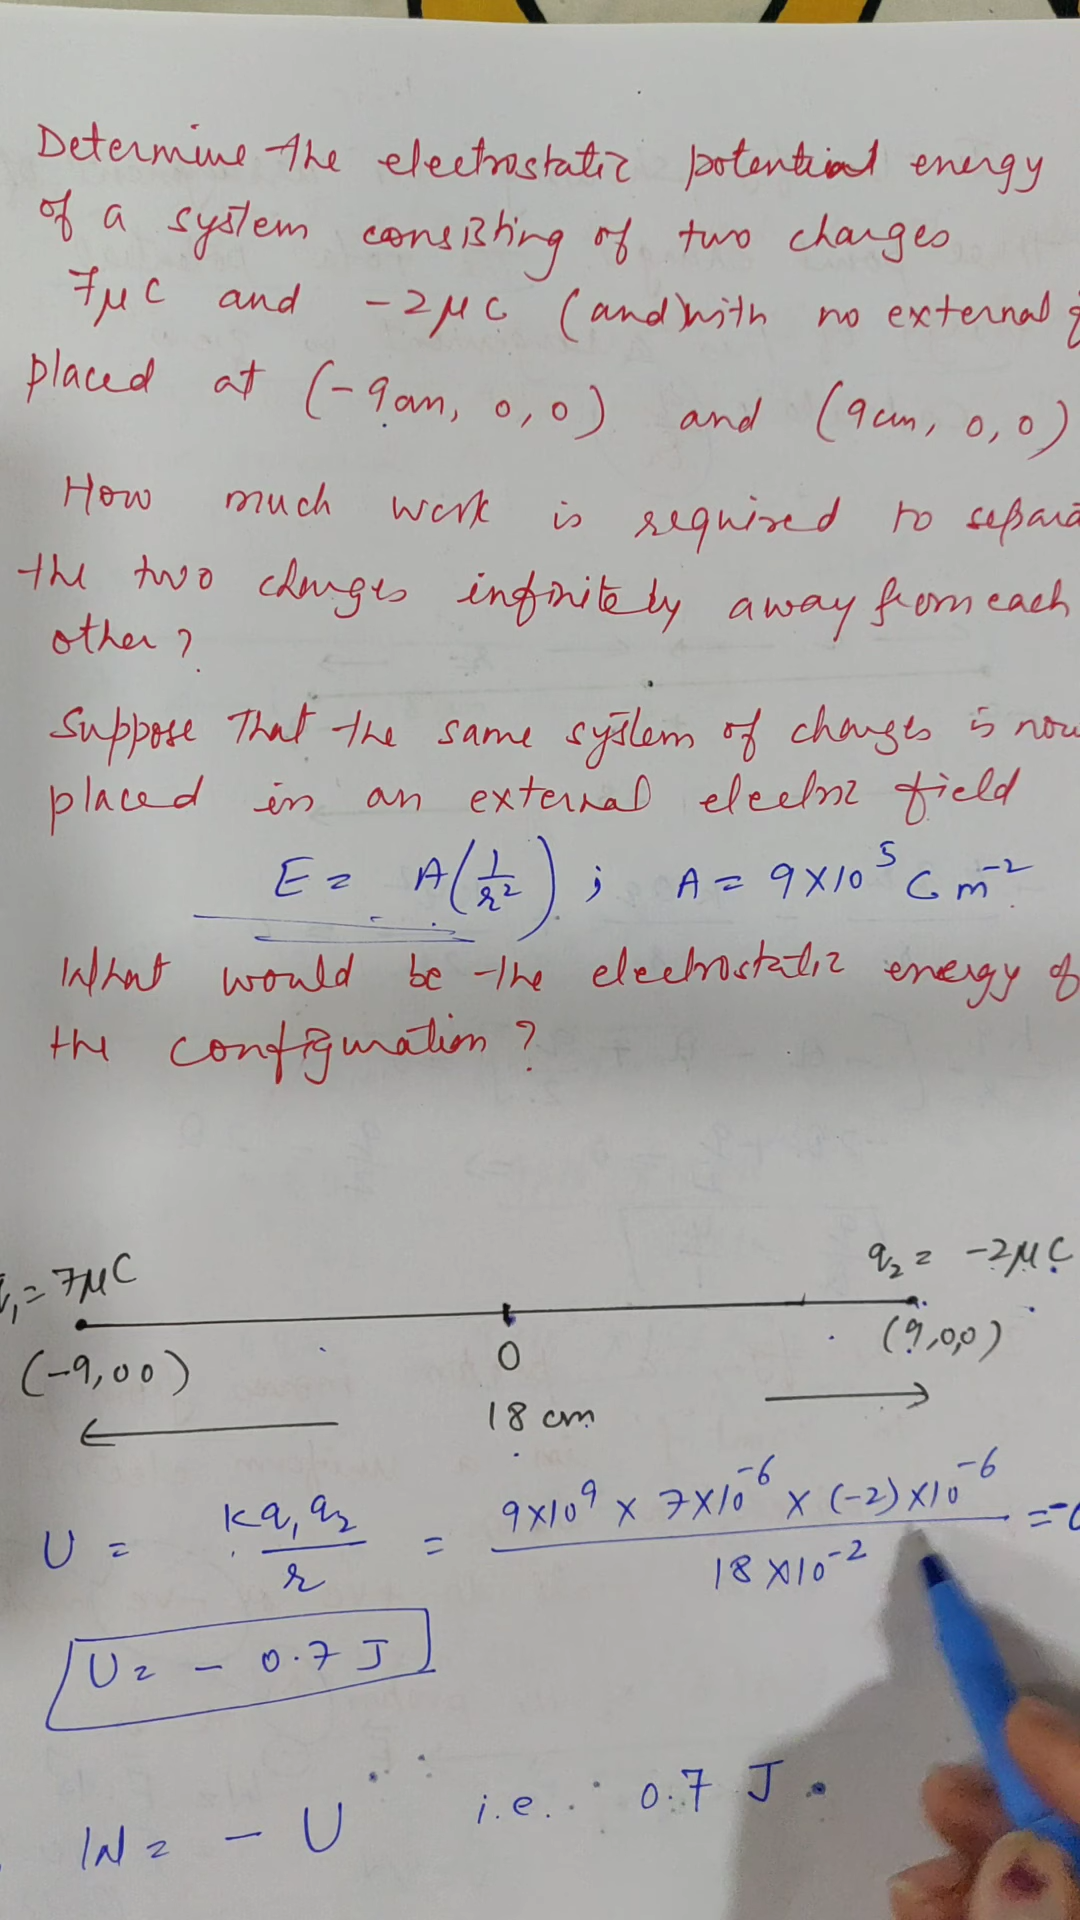 Determine the electrostatic potential energy
of a system consisting of two charges
7μC and -2μC (and) with no external
placed at (-9cm, 0,0) and (9cm, 0,0)
How much work is required to separa
the two charges infinitely away from each
other?
Suppose that the same system of charges is now
placed in an external electric field
E = A(1/r²) ; A = 9×10⁵ C m⁻²
What would be the electrostatic energy of
the configuration?
q₁ = 7μC
q₂ = -2μC
(-9,00)
0
(9,0,0)
18 cm
U = kq₁q₂/r = 9×10⁹ × 7×10⁻⁶ × (-2)×10⁻⁶ / 18×10⁻² = -0
U = - 0.7 J
W = - U i.e. 0.7 J.